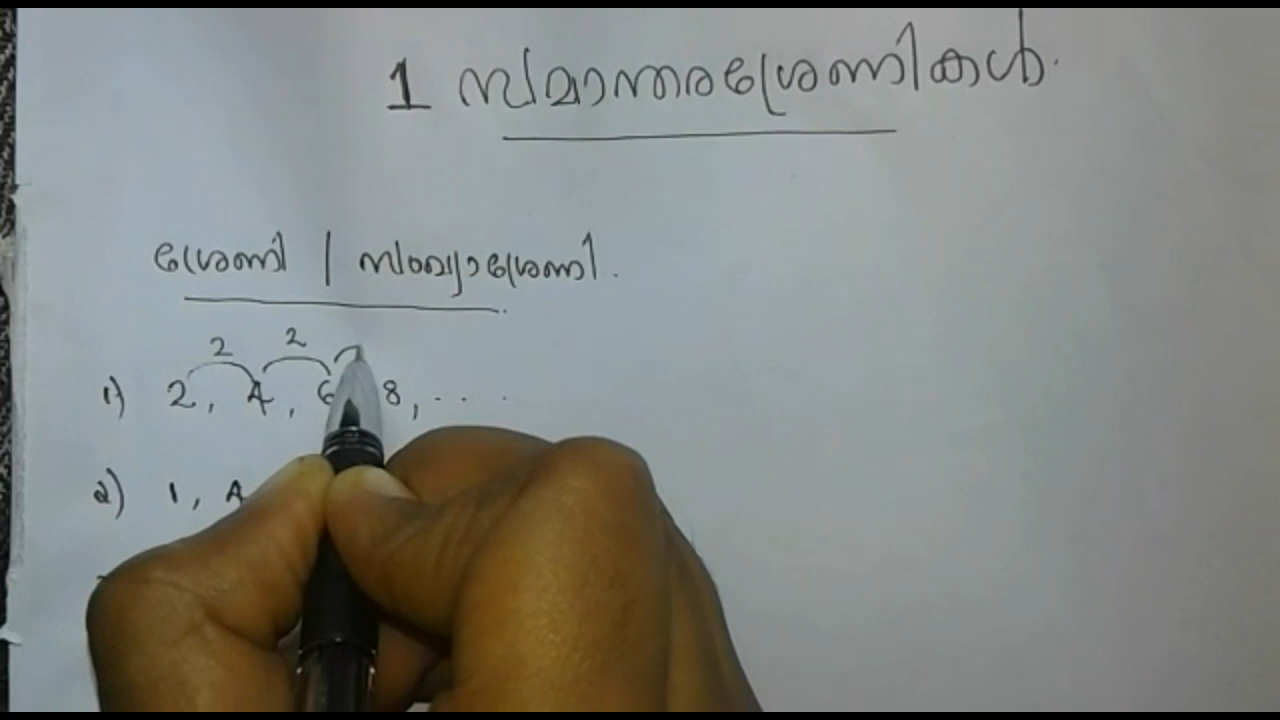 1 സമാന്തരശ്രേണികൾ.
ശ്രേണി | സംഖ്യാശ്രേണി.
2 2
1) 2, 4, 6 8, . . . .
2) 1, 4